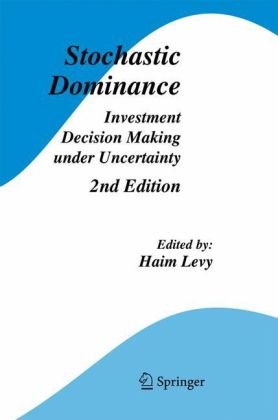 Stochastic
Dominance
Investment
Decision Making
under Uncertainty
2nd Edition
Edited by:
Haim Levy
Springer